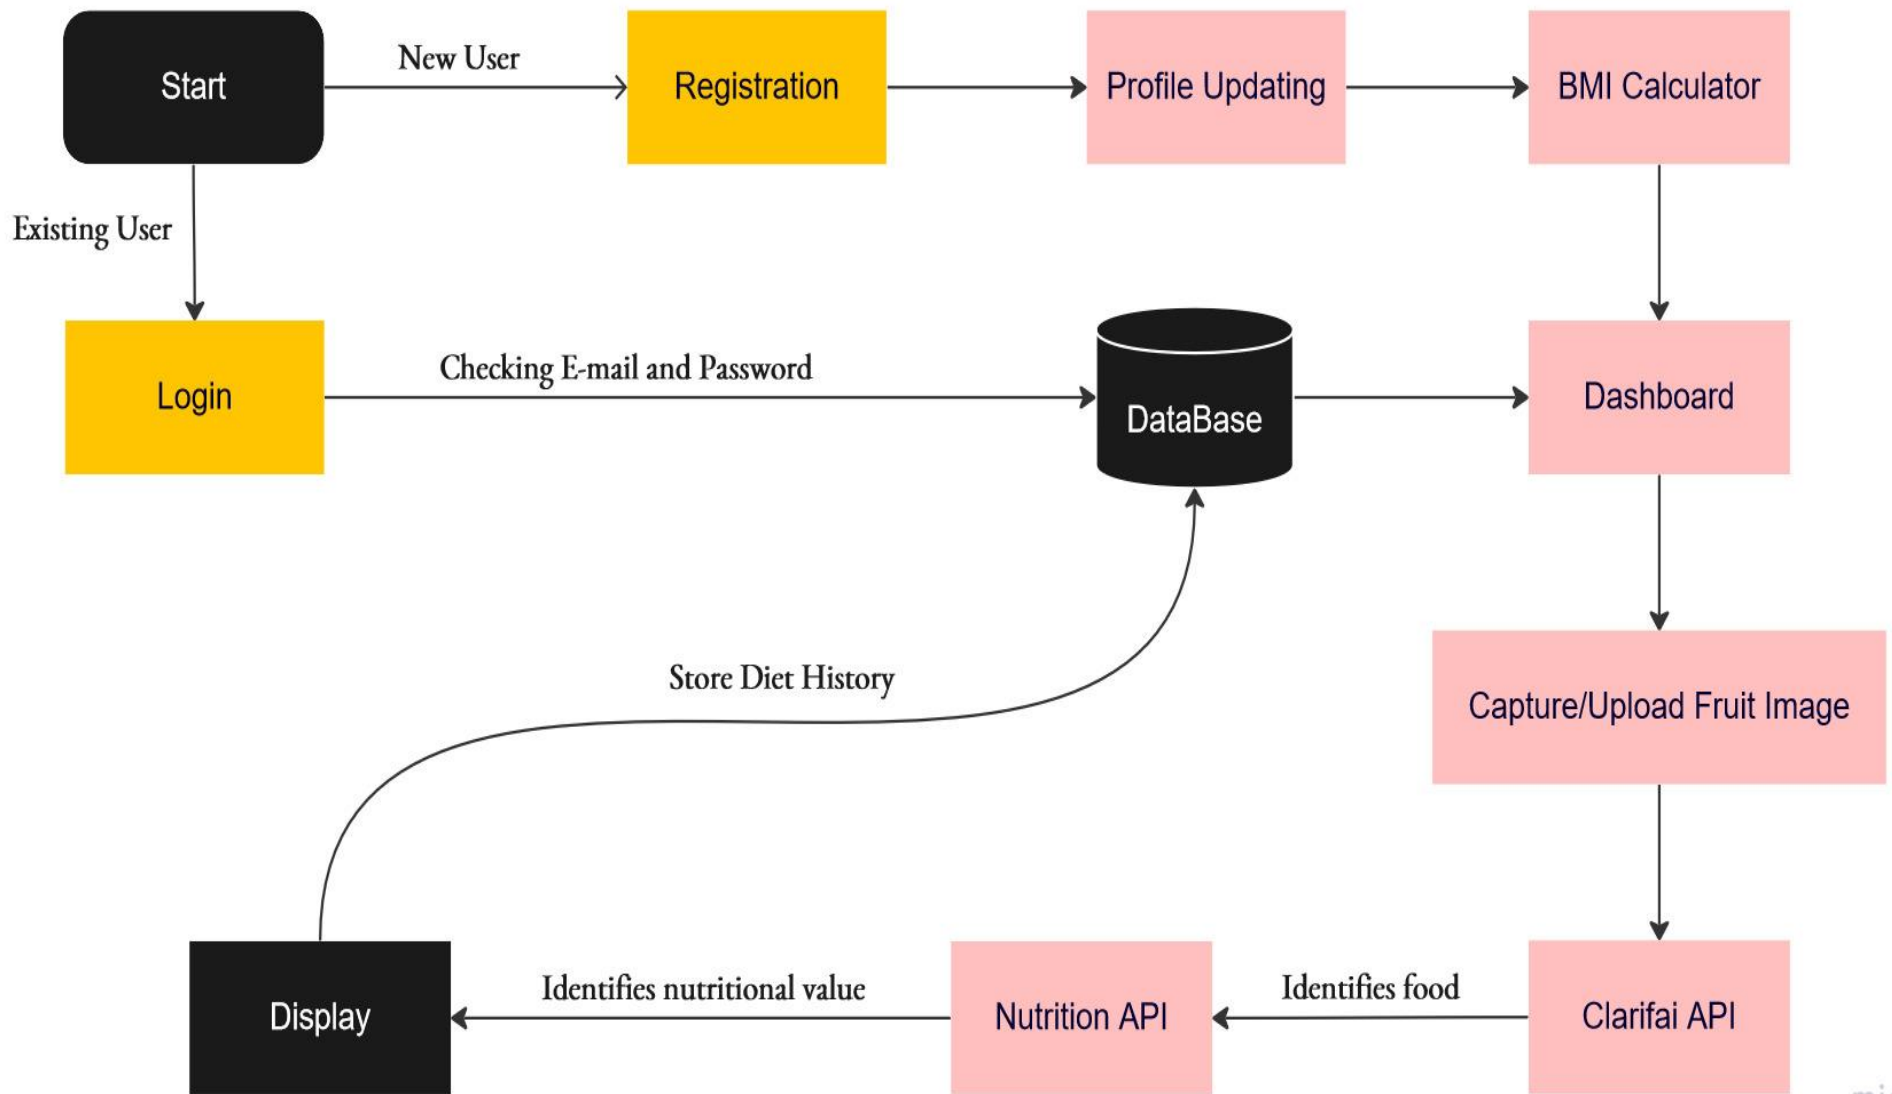 Start
New User
Registration
Profile Updating
BMI Calculator
Existing User
Login
Checking E-mail and Password
DataBase
Dashboard
Store Diet History
Capture/Upload Fruit Image
Display
Identifies nutritional value
Nutrition API
Identifies food
Clarifai API